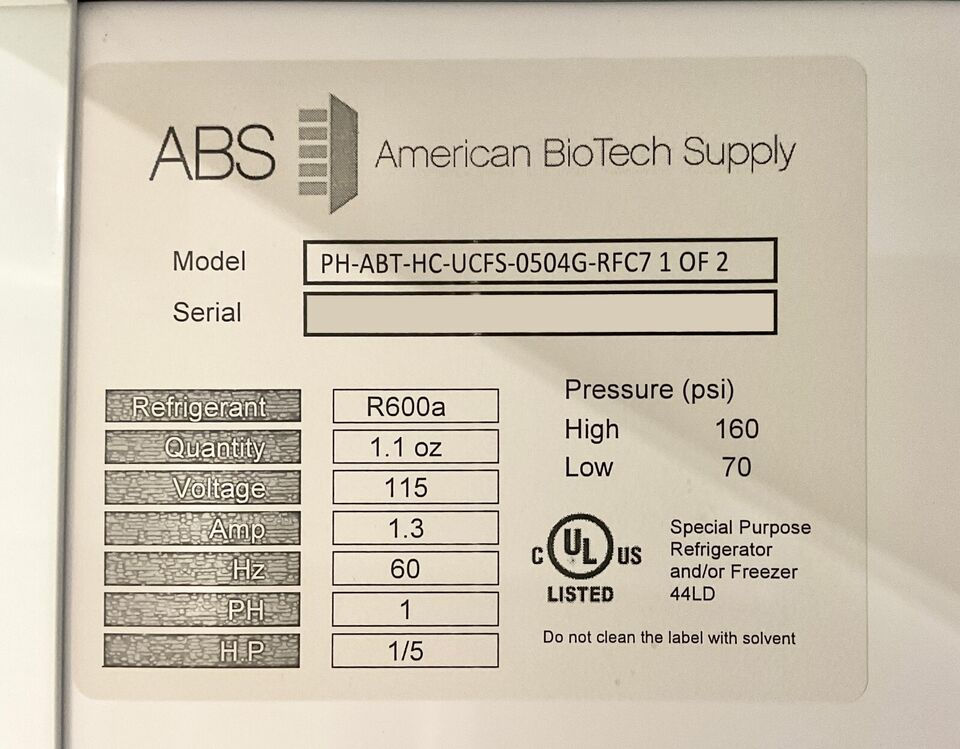 ABS American BioTech Supply
Model PH-ABT-HC-UCFS-0504G-RFC7 1 OF 2
Serial
Refrigerant R600a
Quantity 1.1 oz
Voltage 115
Amp 1.3
Hz 60
PH 1
H.P 1/5
Pressure (psi)
High 160
Low 70
C UL US
LISTED
Special Purpose
Refrigerator
and/or Freezer
44LD
Do not clean the label with solvent